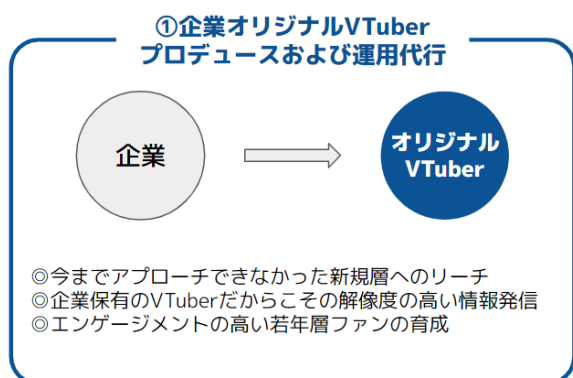 ①企業オリジナルVTuber
プロデュースおよび運用代行
企業
オリジナル
VTuber
◎今までアプローチできなかった新規層へのリーチ
◎企業保有のVTuberだからこその解像度の高い情報発信
◎エンゲージメントの高い若年層ファンの育成